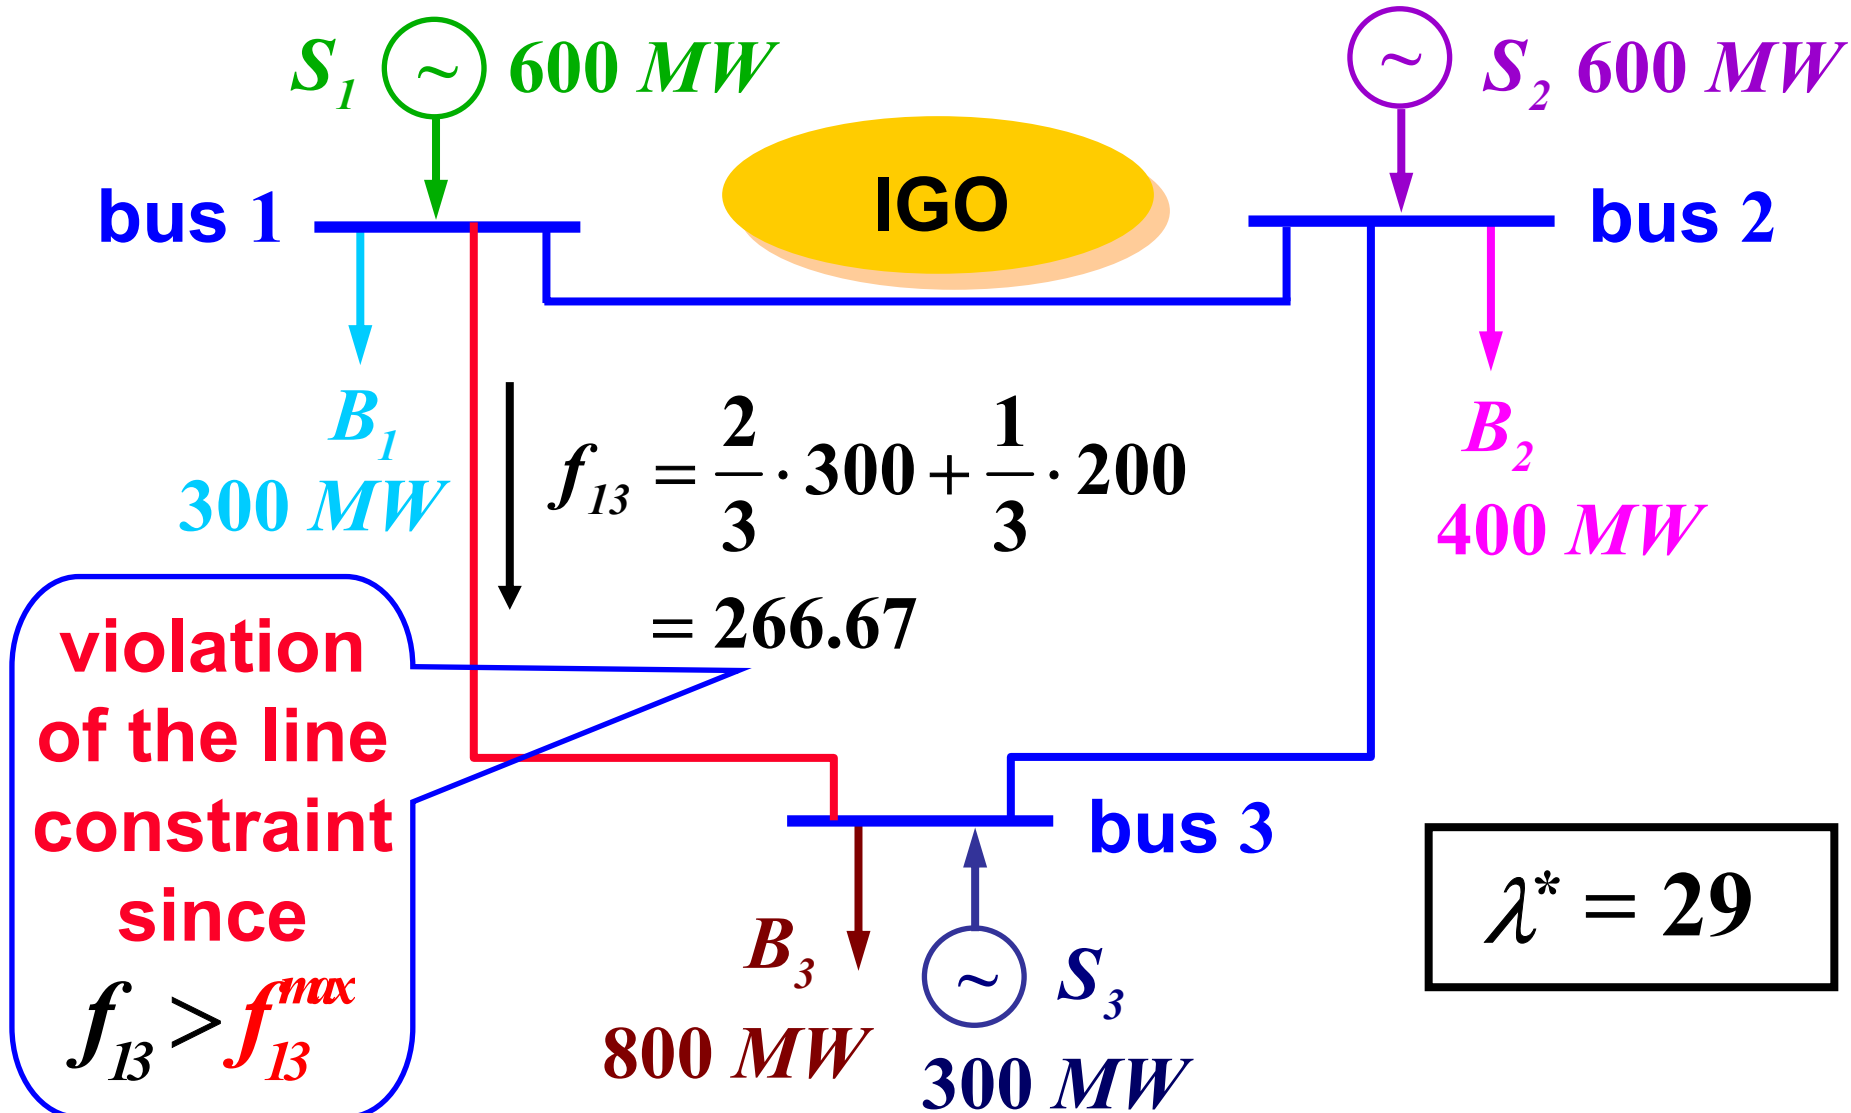 S₁ ~ 600 MW
~ S₂ 600 MW
IGO
bus 1
bus 2
B₁
300 MW
f₁₃ = 2/3 · 300 + 1/3 · 200
= 266.67
B₂
400 MW
violation
of the line
constraint
since
f₁₃ > f₁₃^max
bus 3
B₃
800 MW
~ S₃
300 MW
λ* = 29